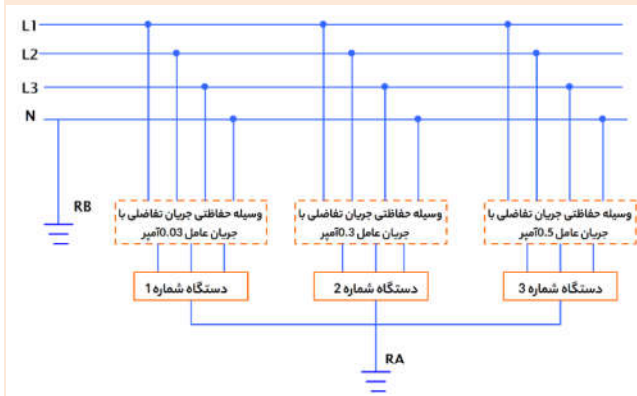 L1
L2
L3
N
RB
وسیله حفاظتی جریان تفاضلی با
جریان عامل 0.03آمپر
وسیله حفاظتی جریان تفاضلی با
جریان عامل 0.3آمپر
وسیله حفاظتی جریان تفاضلی با
جریان عامل 0.5آمپر
دستگاه شماره 1
دستگاه شماره 2
دستگاه شماره 3
RA